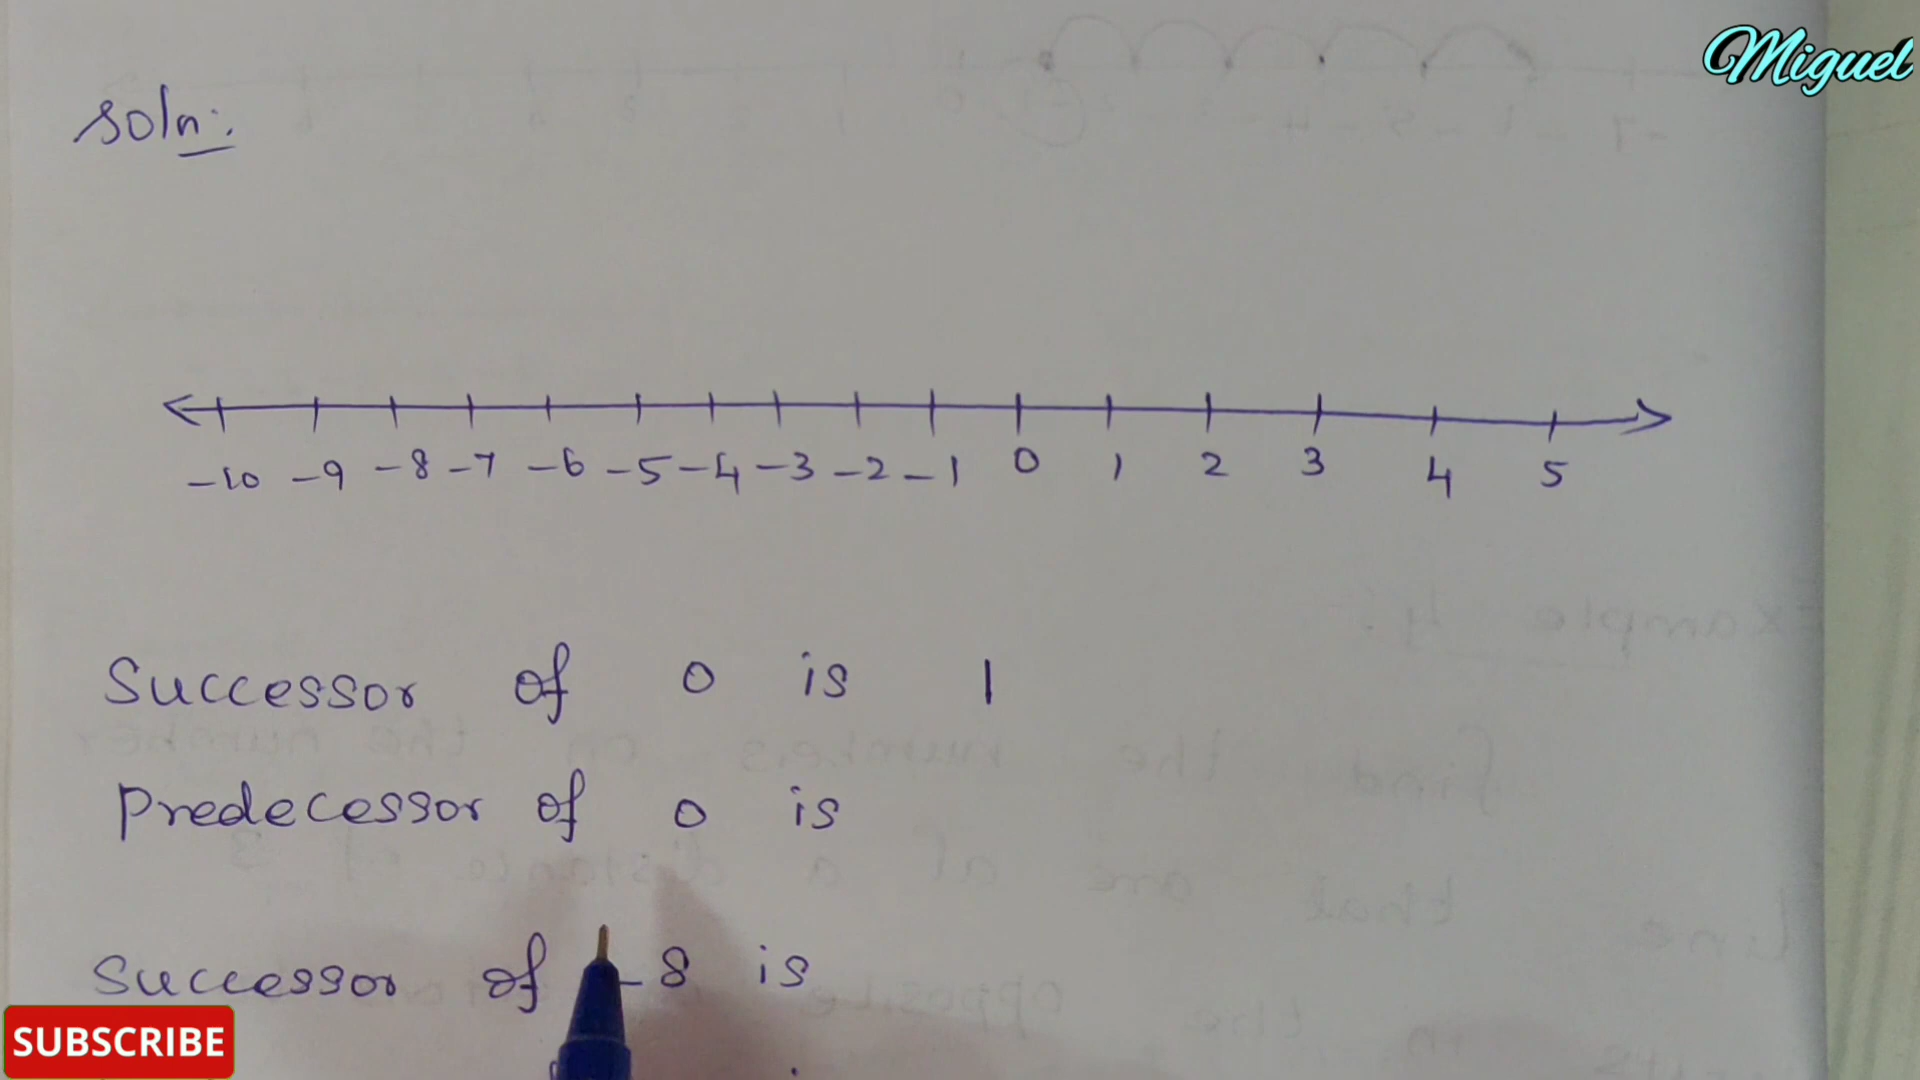 Miguel
soln:
-10 -9 -8 -7 -6 -5 -4 -3 -2 -1 0 1 2 3 4 5
Successor of 0 is 1
Predecessor of 0 is
Successor of -8 is
SUBSCRIBE